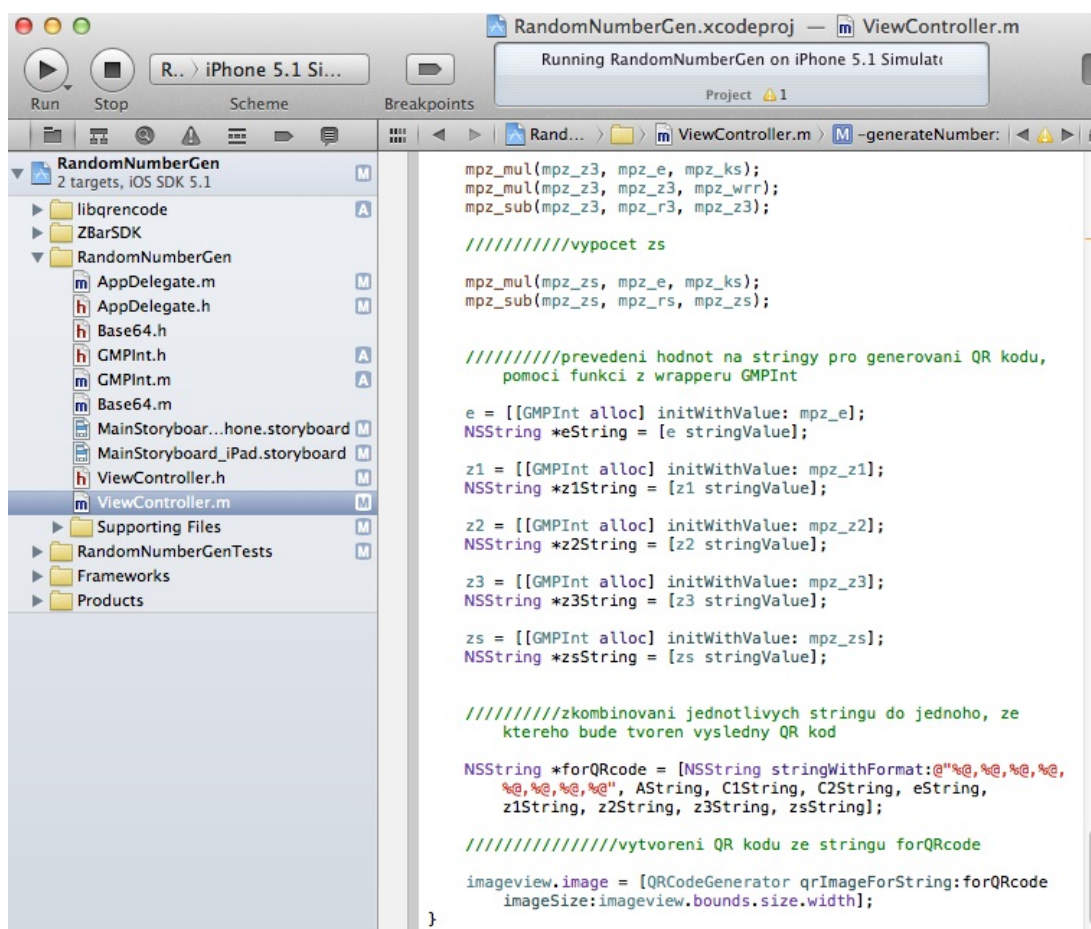 RandomNumberGen.xcodeproj — m ViewController.m
R.. › iPhone 5.1 Si...
Running RandomNumberGen on iPhone 5.1 Simulat
Project 1
Run Stop Scheme Breakpoints
Rand... › › m ViewController.m › M -generateNumber:
RandomNumberGen M
2 targets, iOS SDK 5.1
libqrencode A
ZBarSDK
RandomNumberGen
m AppDelegate.m M
h AppDelegate.h M
h Base64.h
h GMPInt.h A
m GMPInt.m A
m Base64.m
MainStoryboar...hone.storyboard M
MainStoryboard_iPad.storyboard M
h ViewController.h M
m ViewController.m M
Supporting Files M
RandomNumberGenTests M
Frameworks
Products
mpz_mul(mpz_z3, mpz_e, mpz_ks);
mpz_mul(mpz_z3, mpz_z3, mpz_wrr);
mpz_sub(mpz_z3, mpz_r3, mpz_z3);
///////////vypocet zs
mpz_mul(mpz_zs, mpz_e, mpz_ks);
mpz_sub(mpz_zs, mpz_rs, mpz_zs);
//////////prevedeni hodnot na stringy pro generovani QR kodu,
pomoci funkci z wrapperu GMPInt
e = [[GMPInt alloc] initWithValue: mpz_e];
NSString *eString = [e stringValue];
z1 = [[GMPInt alloc] initWithValue: mpz_z1];
NSString *z1String = [z1 stringValue];
z2 = [[GMPInt alloc] initWithValue: mpz_z2];
NSString *z2String = [z2 stringValue];
z3 = [[GMPInt alloc] initWithValue: mpz_z3];
NSString *z3String = [z3 stringValue];
zs = [[GMPInt alloc] initWithValue: mpz_zs];
NSString *zsString = [zs stringValue];
//////////zkombinovani jednotlivych stringu do jednoho, ze
ktereho bude tvoren vysledny QR kod
NSString *forQRcode = [NSString stringWithFormat:@"%@,%@,%@,%@,
%@,%@,%@,%@", AString, C1String, C2String, eString,
z1String, z2String, z3String, zsString];
////////////////vytvoreni QR kodu ze stringu forQRcode
imageview.image = [QRCodeGenerator qrImageForString:forQRcode
imageSize:imageview.bounds.size.width];
}